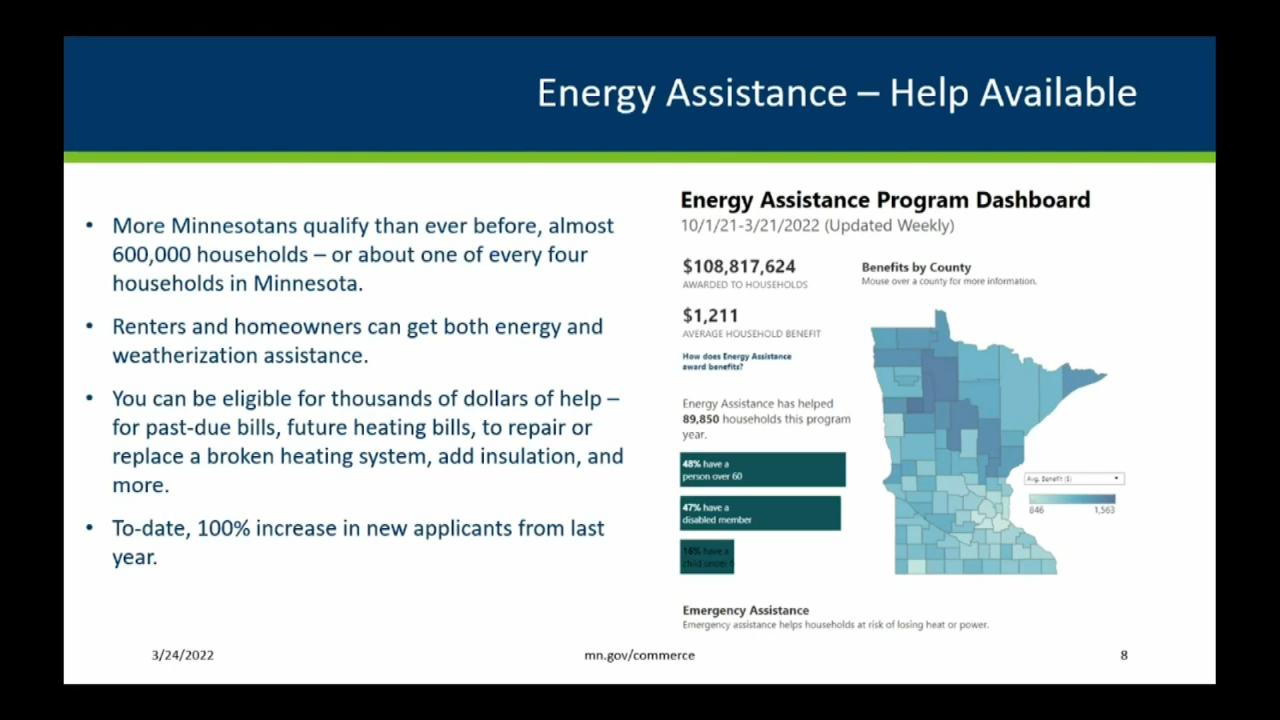 Energy Assistance – Help Available
• More Minnesotans qualify than ever before, almost
600,000 households – or about one of every four
households in Minnesota.
• Renters and homeowners can get both energy and
weatherization assistance.
• You can be eligible for thousands of dollars of help –
for past-due bills, future heating bills, to repair or
replace a broken heating system, add insulation, and
more.
• To-date, 100% increase in new applicants from last
year.
Energy Assistance Program Dashboard
10/1/21-3/21/2022 (Updated Weekly)
$108,817,624
AWARDED TO HOUSEHOLDS
$1,211
AVERAGE HOUSEHOLD BENEFIT
How does Energy Assistance
award benefits?
Energy Assistance has helped
89,850 households this program
year.
48% have a
person over 60
47% have a
disabled member
16% have a
child under
Benefits by County
Mouse over a county for more information.
Avg. Benefit ($)
846 1,563
Emergency Assistance
Emergency assistance helps households at risk of losing heat or power.
3/24/2022 mn.gov/commerce 8